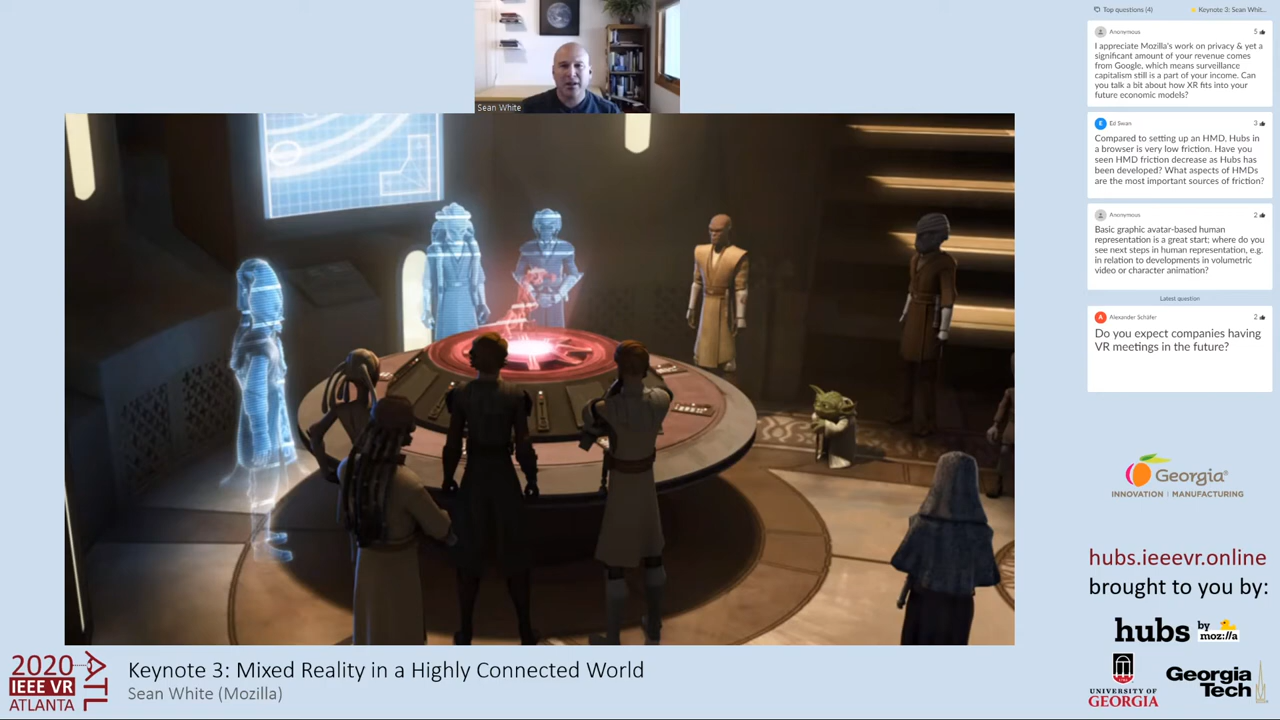 Top questions (4)
Keynote 3: Sean Whit...
Sean White
Anonymous
5
I appreciate Mozilla's work on privacy & yet a
significant amount of your revenue comes
from Google, which means surveillance
capitalism still is a part of your income. Can
you talk a bit about how XR fits into your
future economic models?
E
Ed Swan
3
Compared to setting up an HMD. Hubs in
a browser is very low friction. Have you
seen HMD friction decrease as Hubs has
been developed? What aspects of HMDs
are the most important sources of friction?
Anonymous
2
Basic graphic avatar-based human
representation is a great start; where do you
see next steps in human representation, e.g.
in relation to developments in volumetric
video or character animation?
Latest question
A
Alexander Schäfer
2
Do you expect companies having
VR meetings in the future?
Georgia®
INNOVATION | MANUFACTURING
hubs.ieeevr.online
brought to you by:
hubs by
moz://a
UNIVERSITY OF
GEORGIA
Georgia
Tech
2020
IEEE VR
ATLANTA
ATL
Keynote 3: Mixed Reality in a Highly Connected World
Sean White (Mozilla)